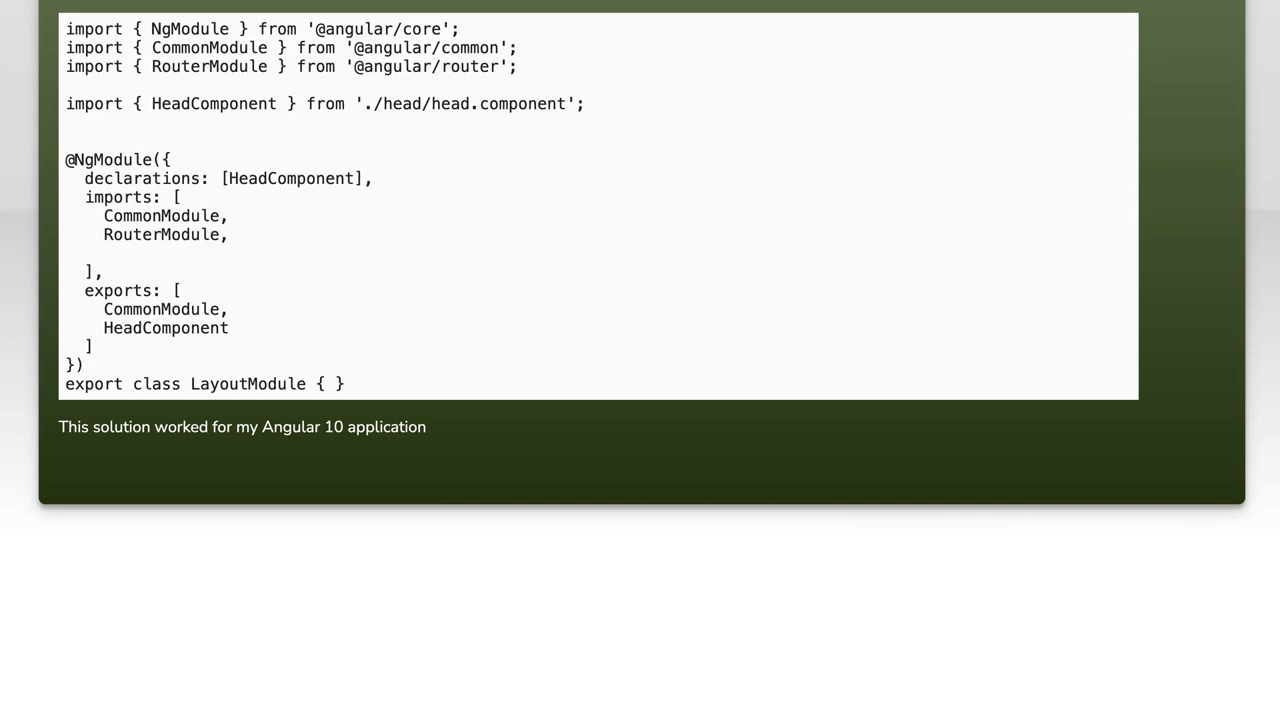 import { NgModule } from '@angular/core';
import { CommonModule } from '@angular/common';
import { RouterModule } from '@angular/router';
import { HeadComponent } from './head/head.component';
@NgModule({
  declarations: [HeadComponent],
  imports: [
    CommonModule,
    RouterModule,
  ],
  exports: [
    CommonModule,
    HeadComponent
  ]
})
export class LayoutModule { }
This solution worked for my Angular 10 application